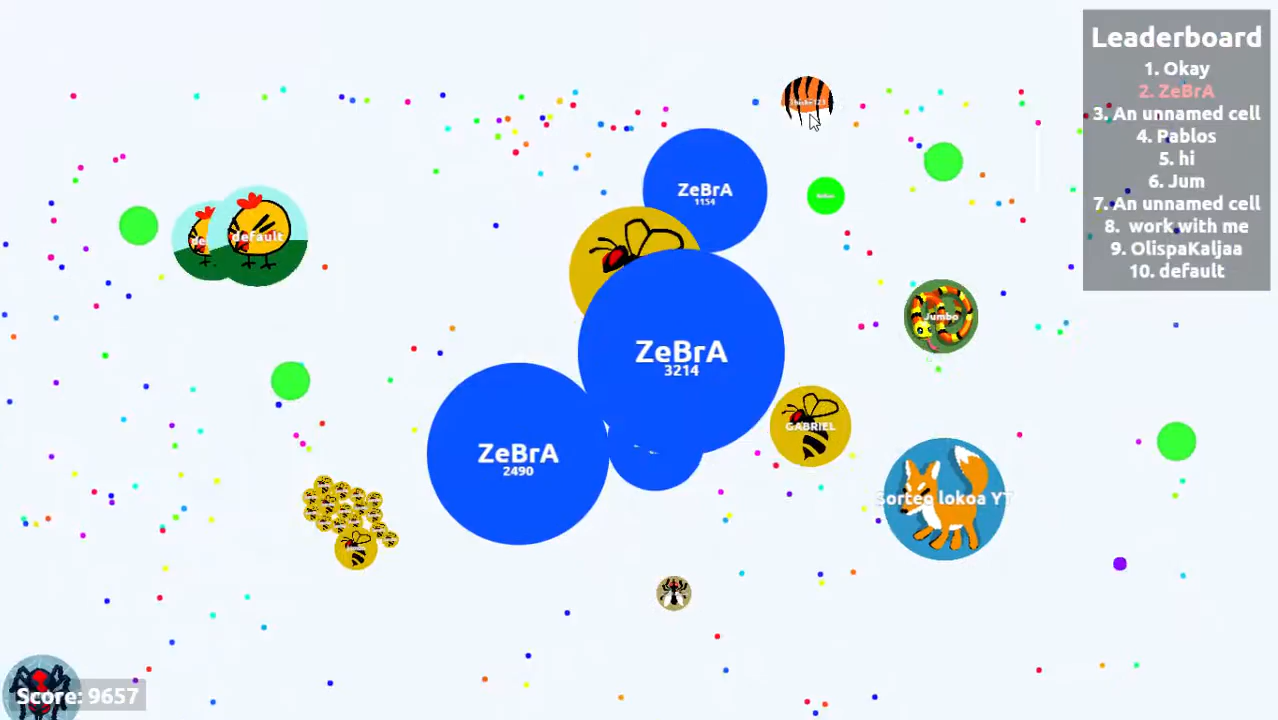 Leaderboard
1. Okay
2. ZeBrA
3. An unnamed cell
4. Pablos
5. hi
6. Jum
7. An unnamed cell
8. work with me
9. OlispaKaljaa
10. default
ZeBrA
1154
default
Jumbo
ZeBrA
3214
GABRIEL
ZeBrA
2490
Sorteo lokoa YT
Score: 9657